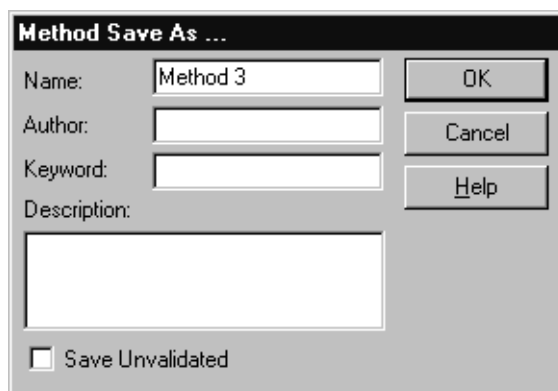 Method Save As ...
Name: Method 3
OK
Author:
Cancel
Keyword:
Help
Description:
Save Unvalidated